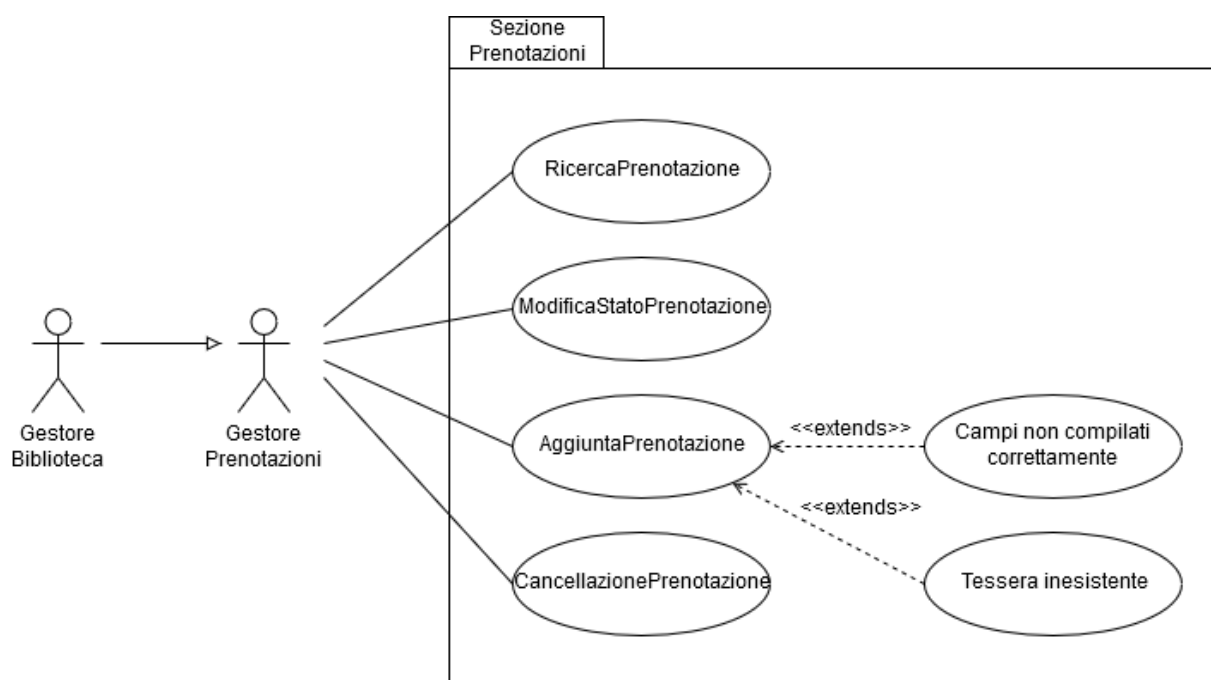 Sezione
Prenotazioni
RicercaPrenotazione
ModificaStatoPrenotazione
Gestore
Biblioteca
Gestore
Prenotazioni
AggiuntaPrenotazione
<<extends>>
Campi non compilati
correttamente
<<extends>>
CancellazionePrenotazione
Tessera inesistente